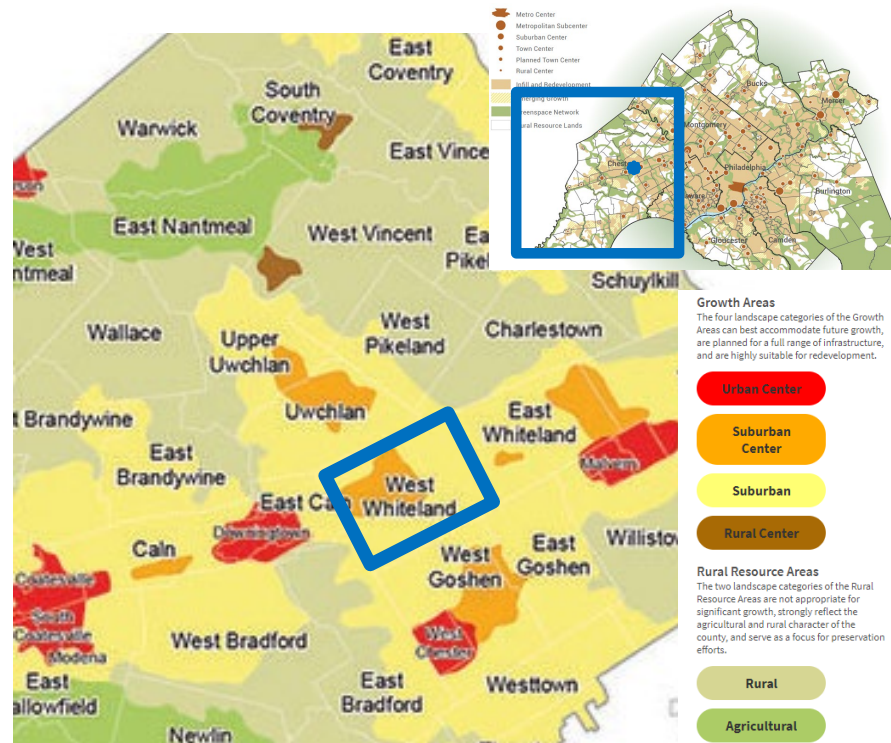 Metro Center
Metropolitan Subcenter
Suburban Center
Town Center
Planned Town Center
Rural Center
Infill and Redevelopment
Emerging Growth
Greenspace Network
Rural Resource Lands
Bucks
Mercer
Montgomery
Philadelphia
Burlington
Gloucester
Camden
East
Coventry
South
Coventry
Warwick
East Vince
East Nantmeal
West Vincent
Ea
Pikel
West
ntmeal
Schuylkill
Wallace
Upper
Uwchlan
West
Pikeland
Charlestown
Uwchlan
East
Whiteland
t Brandywine
East
Brandywine
West
Whiteland
Malvern
East Caln
Downingtown
Caln
West
Goshen
East
Goshen
Willisto
Coatesville
South
Coatesville
Modena
West Bradford
West
Chester
East
allowfield
East
Bradford
Westtown
Newlin
Growth Areas
The four landscape categories of the Growth
Areas can best accommodate future growth,
are planned for a full range of infrastructure,
and are highly suitable for redevelopment.
Urban Center
Suburban
Center
Suburban
Rural Center
Rural Resource Areas
The two landscape categories of the Rural
Resource Areas are not appropriate for
significant growth, strongly reflect the
agricultural and rural character of the
county, and serve as a focus for preservation
efforts.
Rural
Agricultural